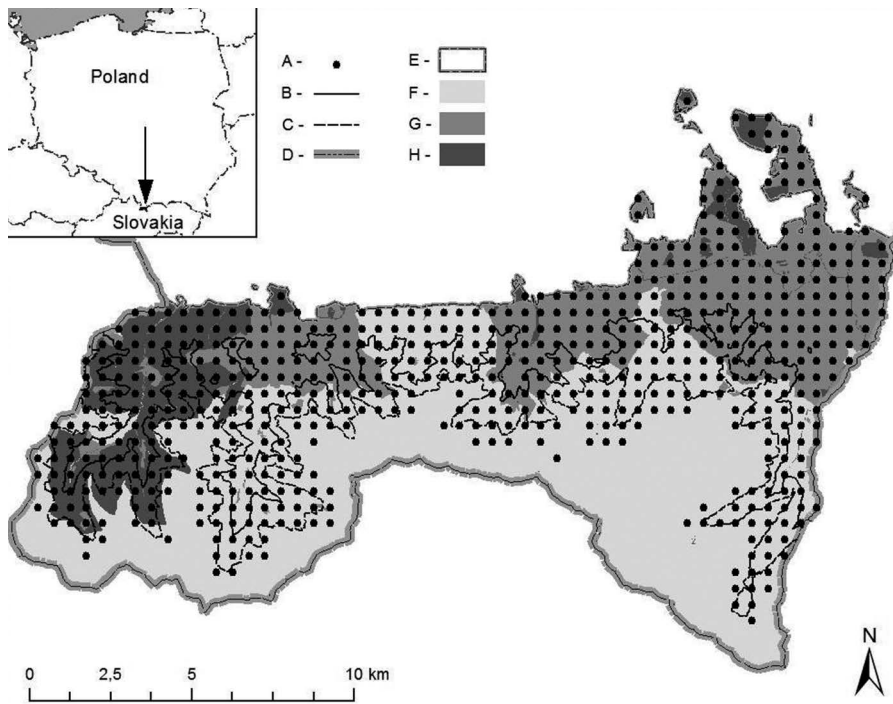 Poland
Slovakia
A -
B -
C -
D -
E -
F -
G -
H -
N
0 2,5 5 10 km